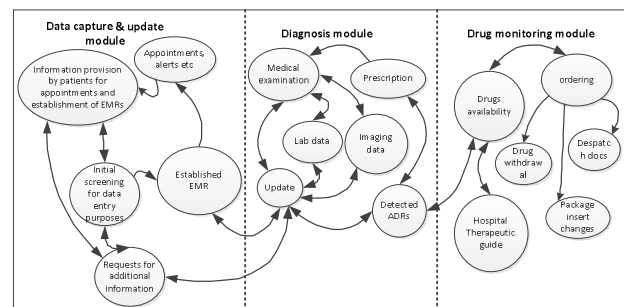 Data capture & update
module
Information provision
by patients for
appointments and
establishment of EMRs
Appointments,
alerts etc
Initial
screening for
data entry
purposes
Established
EMR
Requests for
additional
information
Diagnosis module
Medical
examination
Prescription
Lab data
Imaging
data
Update
Detected
ADRs
Drug monitoring module
Drugs
availability
ordering
Drug
withdraw
al
Despatc
h docs
Hospital
Therapeutic
guide
Package
insert
changes